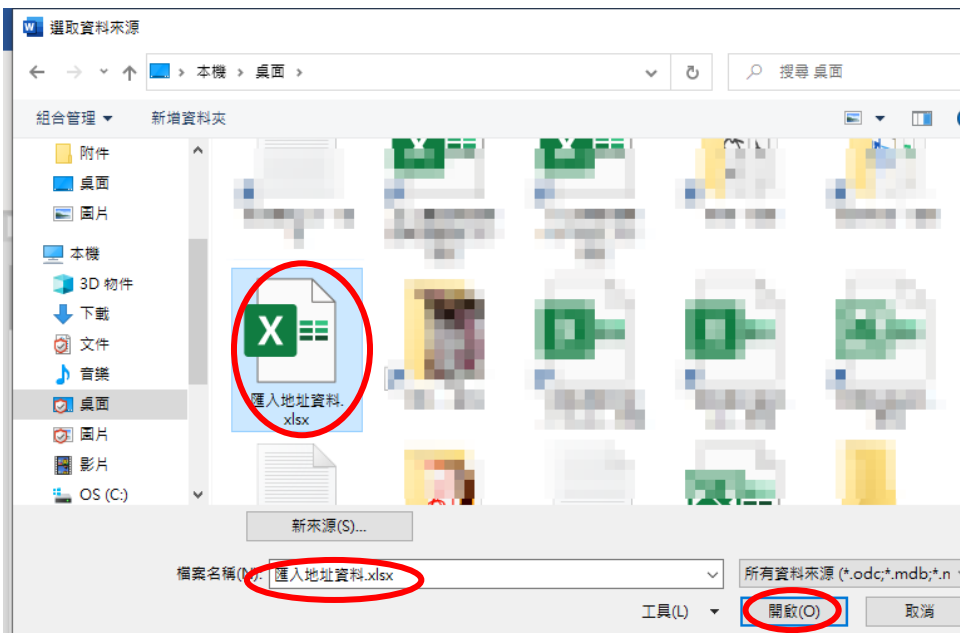 選取資料來源
本機 > 桌面 >
搜尋 桌面
組合管理
新增資料夾
附件
桌面
圖片
本機
3D 物件
下載
文件
音樂
桌面
圖片
影片
OS (C:)
匯入地址資料.
xlsx
新來源(S)...
檔案名稱(N):
匯入地址資料.xlsx
所有資料來源 (*.odc;*.mdb;*.n
工具(L)
開啟(O)
取消